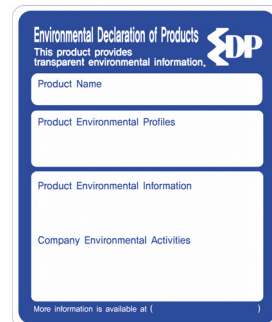 Environmental Declaration of Products
This product provides
transparent environmental information.
EDP
Product Name
Product Environmental Profiles
Product Environmental Information
Company Environmental Activities
More information is available at ( )